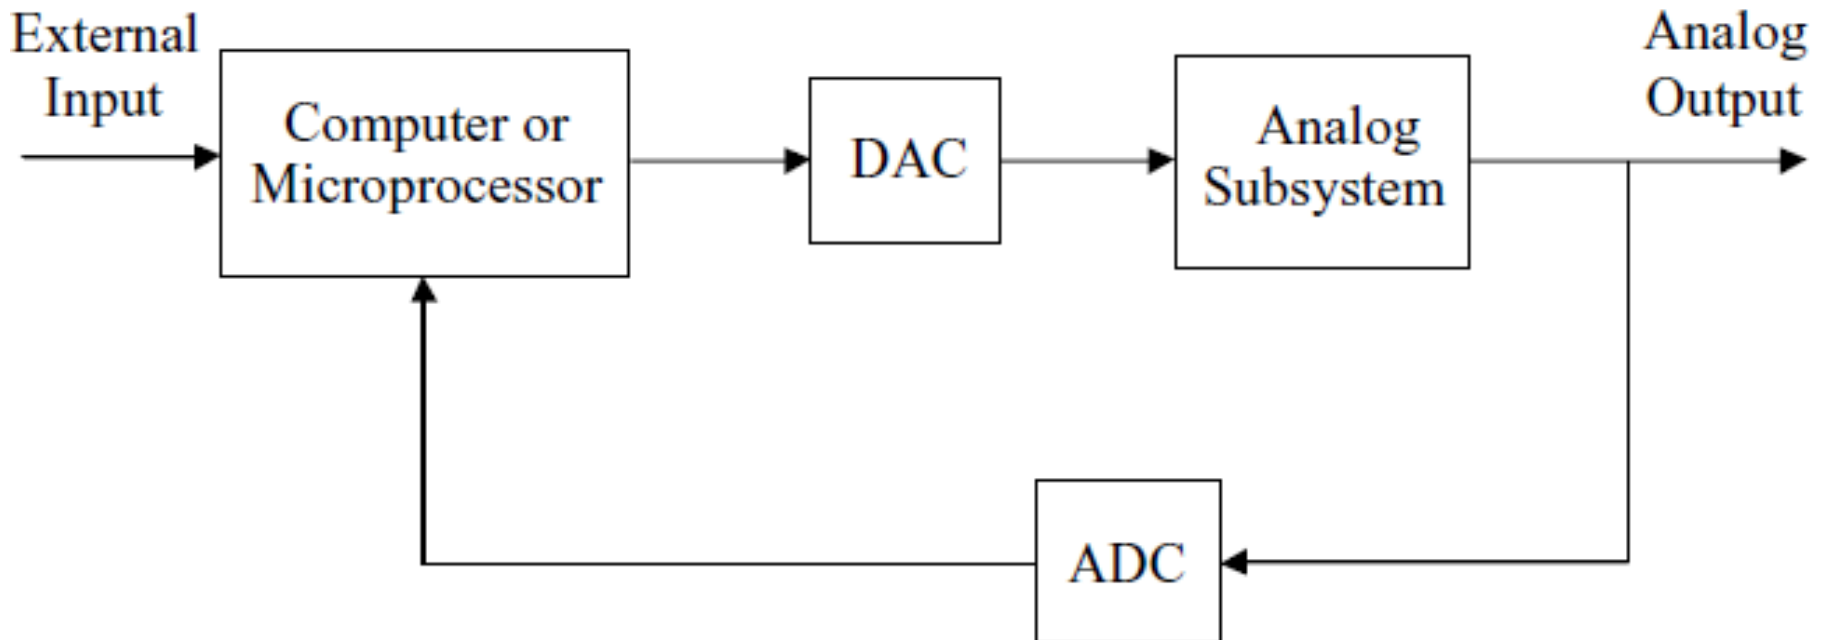 External
Input
Computer or
Microprocessor
DAC
Analog
Subsystem
Analog
Output
ADC